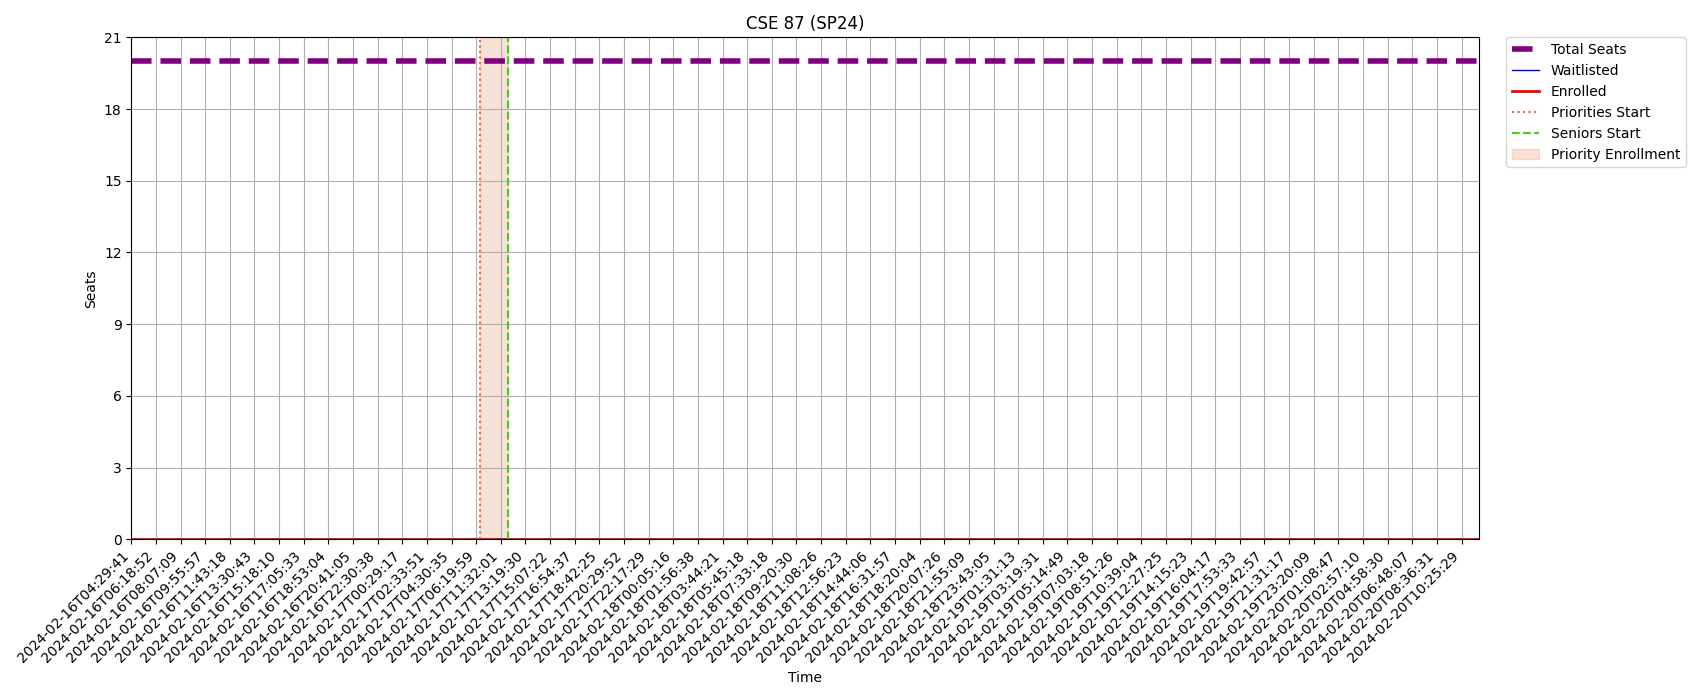 CSE 87 (SP24)
Total Seats
Waitlisted
Enrolled
Priorities Start
Seniors Start
Priority Enrollment
Seats
21
18
15
12
9
6
3
0
2024-02-16T04:29:41
2024-02-16T06:18:52
2024-02-16T08:07:09
2024-02-16T09:55:57
2024-02-16T11:43:18
2024-02-16T13:30:43
2024-02-16T15:18:10
2024-02-16T17:05:33
2024-02-16T18:53:04
2024-02-16T20:41:05
2024-02-16T22:30:38
2024-02-17T00:29:17
2024-02-17T02:33:51
2024-02-17T04:30:35
2024-02-17T06:19:59
2024-02-17T11:32:01
2024-02-17T13:19:30
2024-02-17T15:07:22
2024-02-17T16:54:37
2024-02-17T18:42:25
2024-02-17T20:29:52
2024-02-17T22:17:29
2024-02-18T00:05:16
2024-02-18T01:56:38
2024-02-18T03:44:21
2024-02-18T05:45:18
2024-02-18T07:33:18
2024-02-18T09:20:30
2024-02-18T11:08:26
2024-02-18T12:56:23
2024-02-18T14:44:06
2024-02-18T16:31:57
2024-02-18T18:20:04
2024-02-18T20:07:26
2024-02-18T21:55:09
2024-02-18T23:43:05
2024-02-19T01:31:13
2024-02-19T03:19:31
2024-02-19T05:14:49
2024-02-19T07:03:18
2024-02-19T08:51:26
2024-02-19T10:39:04
2024-02-19T12:27:25
2024-02-19T14:15:23
2024-02-19T16:04:17
2024-02-19T17:53:33
2024-02-19T19:42:57
2024-02-19T21:31:17
2024-02-19T23:20:09
2024-02-20T01:08:47
2024-02-20T02:57:10
2024-02-20T04:58:30
2024-02-20T06:48:07
2024-02-20T08:36:31
2024-02-20T10:25:29
Time